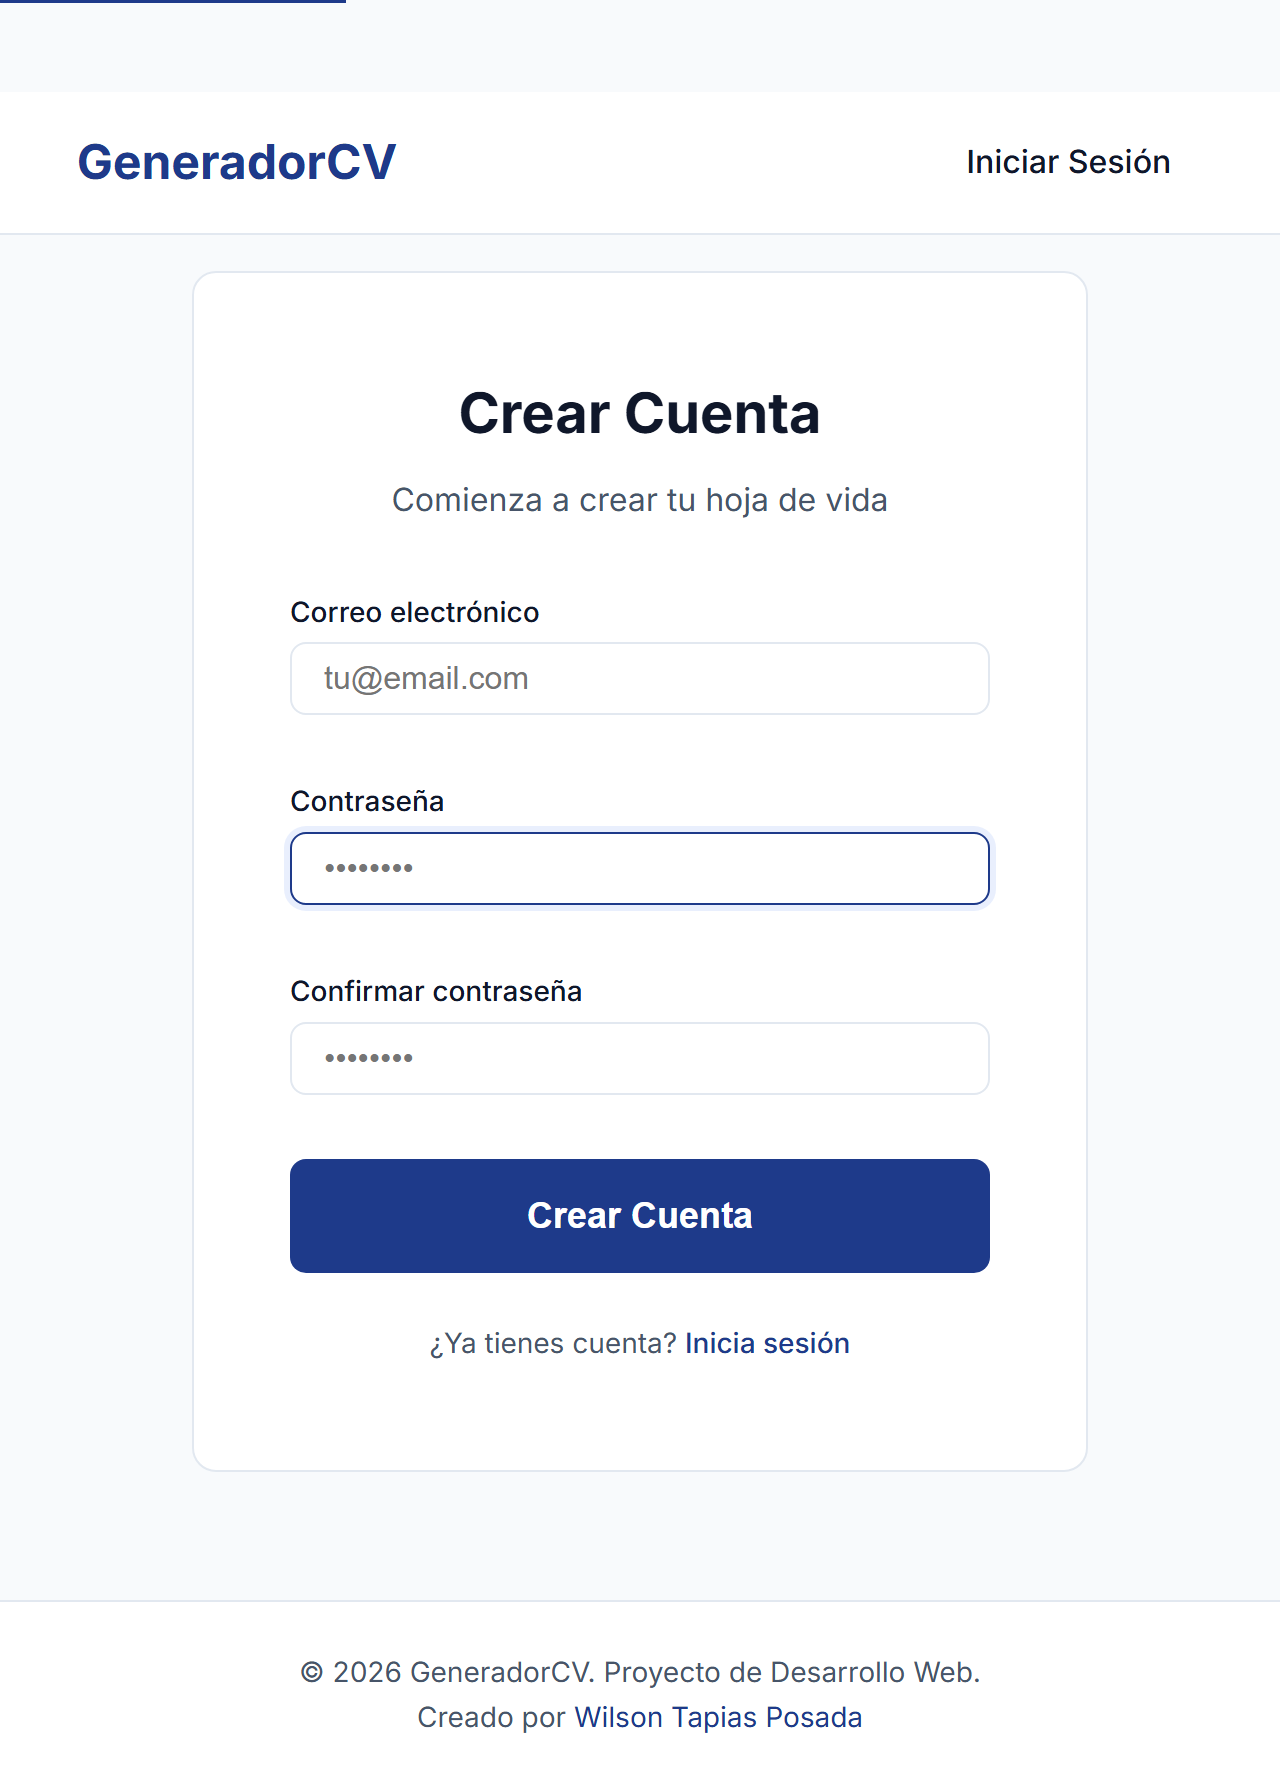 GeneradorCV
Iniciar Sesión
Crear Cuenta
Comienza a crear tu hoja de vida
Correo electrónico
tu@email.com
Contraseña
••••••••
Confirmar contraseña
••••••••
Crear Cuenta
¿Ya tienes cuenta? Inicia sesión
© 2026 GeneradorCV. Proyecto de Desarrollo Web.
Creado por Wilson Tapias Posada